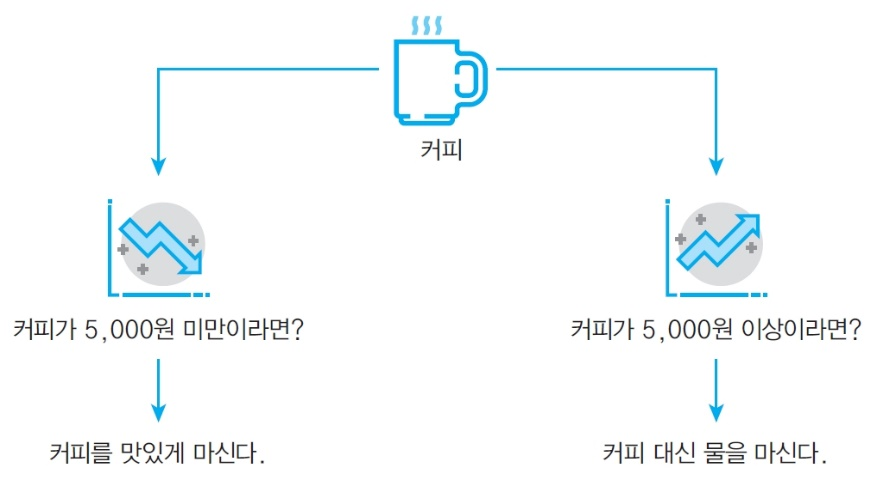 커피
커피가 5,000원 미만이라면?
커피가 5,000원 이상이라면?
커피를 맛있게 마신다.
커피 대신 물을 마신다.